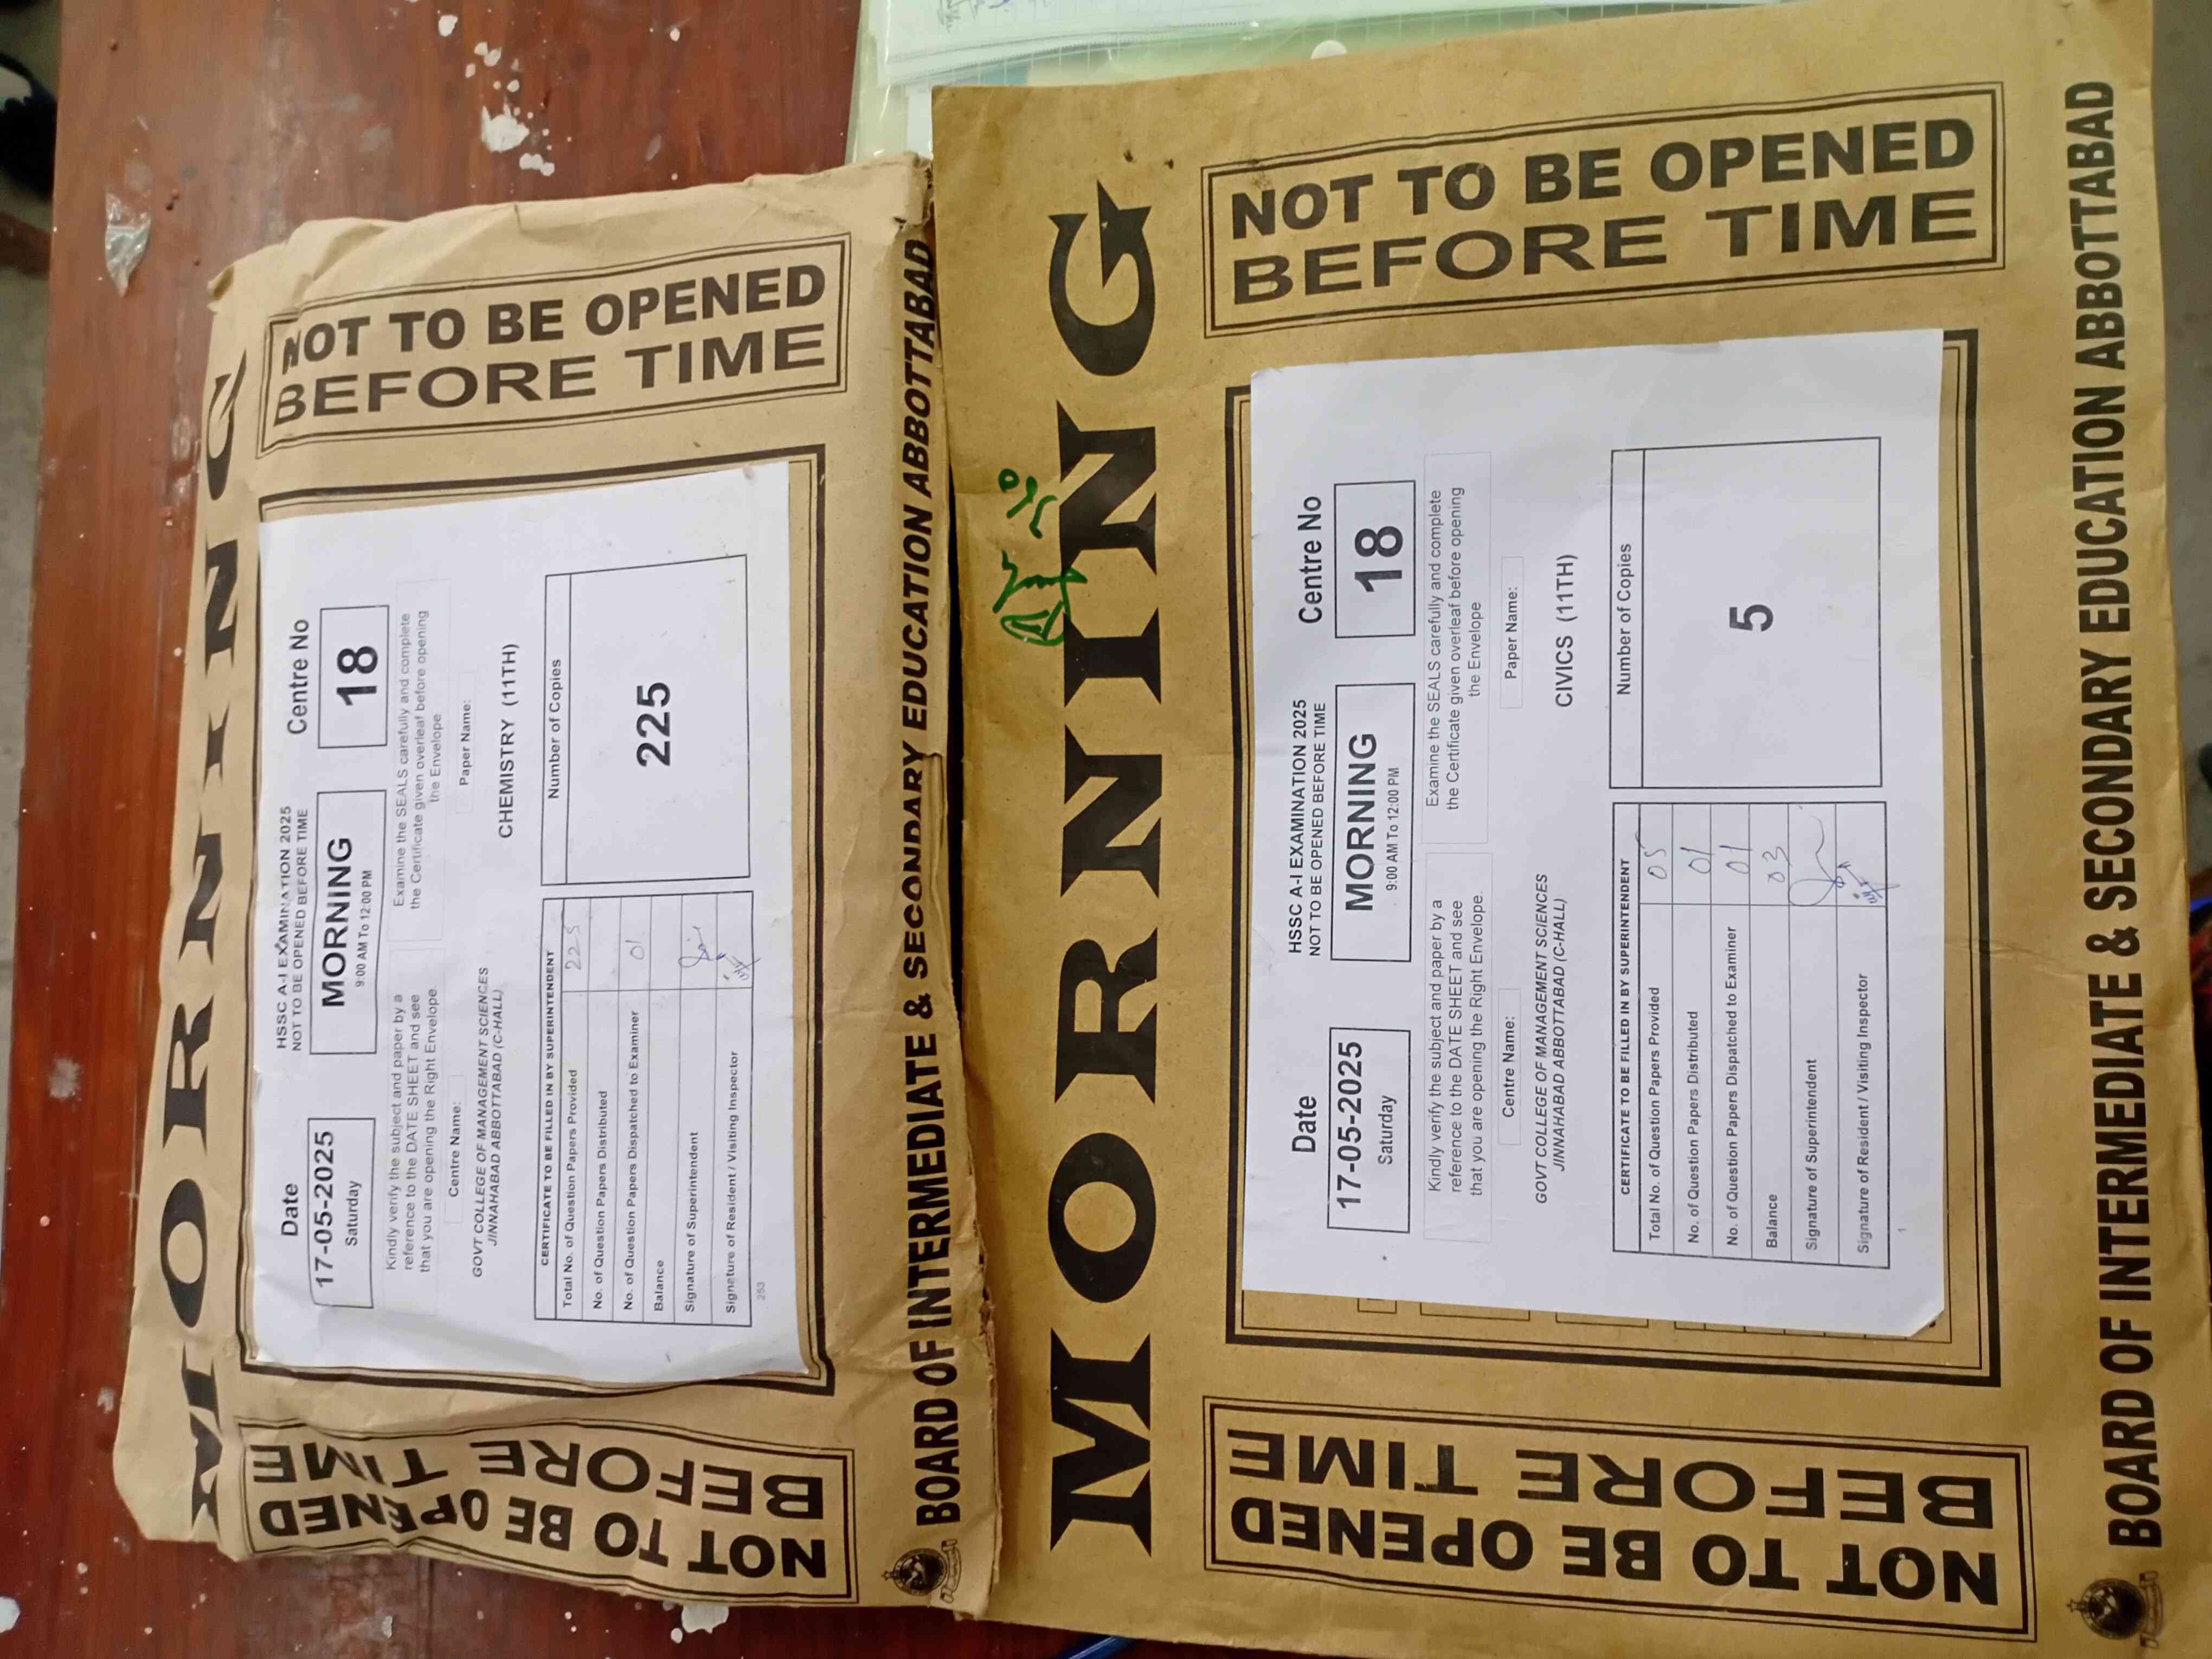 MORNING
NOT TO BE OPENED
BEFORE TIME
NOT TO BE OPENED
BEFORE TIME
HSSC A-I EXAMINATION 2025
NOT TO BE OPENED BEFORE TIME
Date
Centre No
17-05-2025
Saturday
MORNING
9:00 AM To 12:00 PM
18
Kindly verify the subject and paper by a
reference to the DATE SHEET and see
that you are opening the Right Envelope.
Examine the SEALS carefully and complete
the Certificate given overleaf before opening
the Envelope
Centre Name:
Paper Name:
GOVT COLLEGE OF MANAGEMENT SCIENCES
JINNAHABAD ABBOTTABAD (C-HALL)
CHEMISTRY (11TH)
CERTIFICATE TO BE FILLED IN BY SUPERINTENDENT
Total No. of Question Papers Provided 225
No. of Question Papers Distributed
No. of Question Papers Dispatched to Examiner 01
Balance
Signature of Superintendent
Signature of Resident / Visiting Inspector
Number of Copies
225
253
BOARD OF INTERMEDIATE & SECONDARY EDUCATION ABBOTTABAD
MORNING
NOT TO BE OPENED
BEFORE TIME
NOT TO BE OPENED
BEFORE TIME
HSSC A-I EXAMINATION 2025
NOT TO BE OPENED BEFORE TIME
Date
Centre No
17-05-2025
Saturday
MORNING
9:00 AM To 12:00 PM
18
Kindly verify the subject and paper by a
reference to the DATE SHEET and see
that you are opening the Right Envelope.
Examine the SEALS carefully and complete
the Certificate given overleaf before opening
the Envelope
Centre Name:
Paper Name:
GOVT COLLEGE OF MANAGEMENT SCIENCES
JINNAHABAD ABBOTTABAD (C-HALL)
CIVICS (11TH)
CERTIFICATE TO BE FILLED IN BY SUPERINTENDENT
Total No. of Question Papers Provided 05
No. of Question Papers Distributed 01
No. of Question Papers Dispatched to Examiner 01
Balance 03
Signature of Superintendent
Signature of Resident / Visiting Inspector
Number of Copies
5
1
BOARD OF INTERMEDIATE & SECONDARY EDUCATION ABBOTTABAD